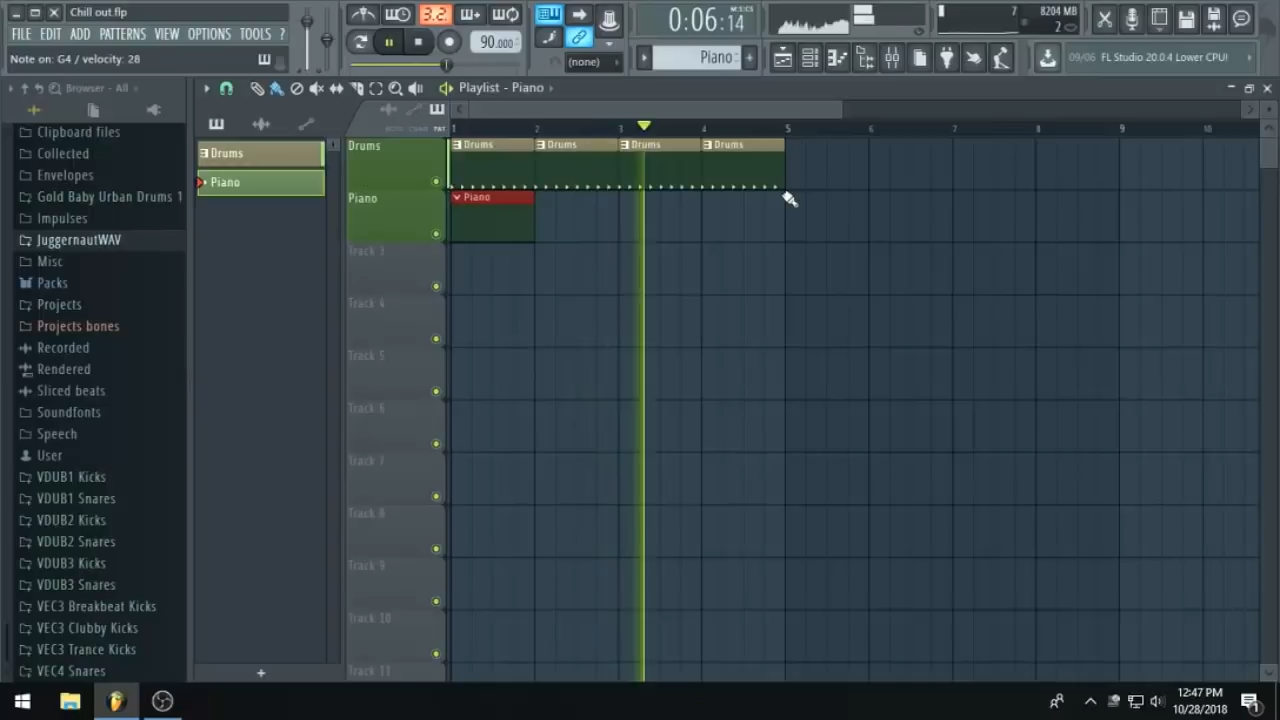 Chill out.flp
FILE EDIT ADD PATTERNS VIEW OPTIONS TOOLS ?
Note on: G4 / velocity: 28
3.2
90.000
(none)
0:06:14
M:S:CS
Piano
7
8204 MB
2
09/06 FL Studio 20.0.4 Lower CPU!
Browser - All
Playlist - Piano
Clipboard files
Collected
Envelopes
Gold Baby Urban Drums 1
Impulses
JuggernautWAV
Misc
Packs
Projects
Projects bones
Recorded
Rendered
Sliced beats
Soundfonts
Speech
User
VDUB1 Kicks
VDUB1 Snares
VDUB2 Kicks
VDUB2 Snares
VDUB3 Kicks
VDUB3 Snares
VEC3 Breakbeat Kicks
VEC3 Clubby Kicks
VEC3 Trance Kicks
VEC4 Snares
Drums
Piano
1 2 3 4 5 6 7 8 9 10
Drums
Drums Drums Drums Drums
Piano
Piano
Track 3
Track 4
Track 5
Track 6
Track 7
Track 8
Track 9
Track 10
Track 11
12:47 PM
10/28/2018
1